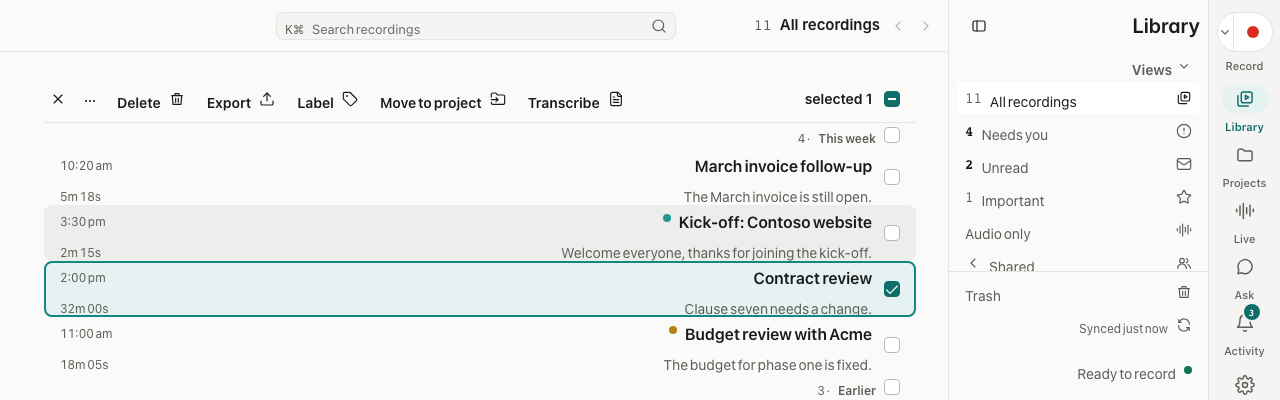 Record
Library
Projects
Live
Ask
3
Activity
Library
Views
All recordings 11
Needs you 4
Unread 2
Important 1
Audio only
Shared
Trash
Synced just now
Ready to record
All recordings 11
Search recordings K⌘
selected 1
Transcribe
Move to project
Label
Export
Delete
...
This week · 4
March invoice follow-up
10:20 am
The March invoice is still open.
5m 18s
Kick-off: Contoso website
3:30 pm
Welcome everyone, thanks for joining the kick-off.
2m 15s
Contract review
2:00 pm
Clause seven needs a change.
32m 00s
Budget review with Acme
11:00 am
The budget for phase one is fixed.
18m 05s
Earlier · 3